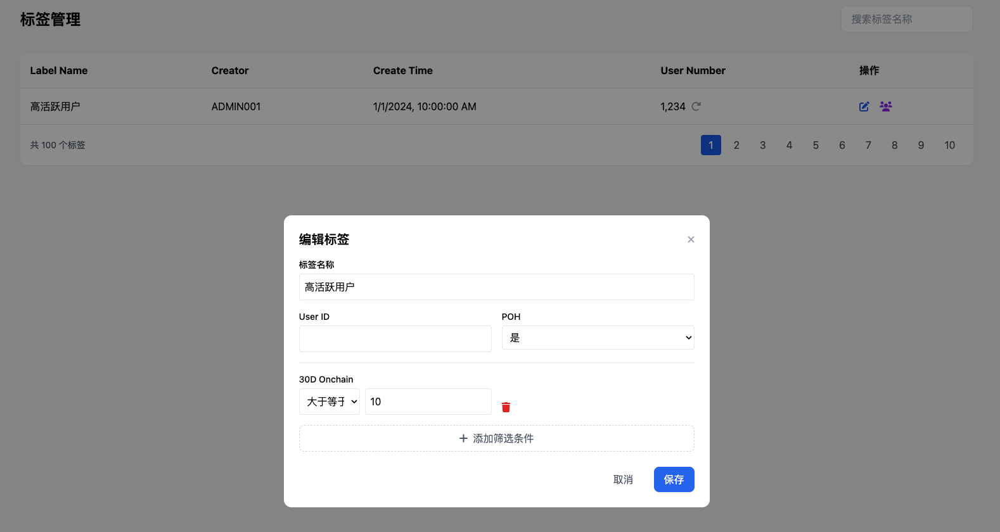 标签管理
搜索标签名称
Label Name Creator Create Time User Number 操作
高活跃用户 ADMIN001 1/1/2024, 10:00:00 AM 1,234
共 100 个标签 1 2 3 4 5 6 7 8 9 10
编辑标签
标签名称
高活跃用户
User ID POH
是
30D Onchain
大于等于 10
添加筛选条件
取消 保存